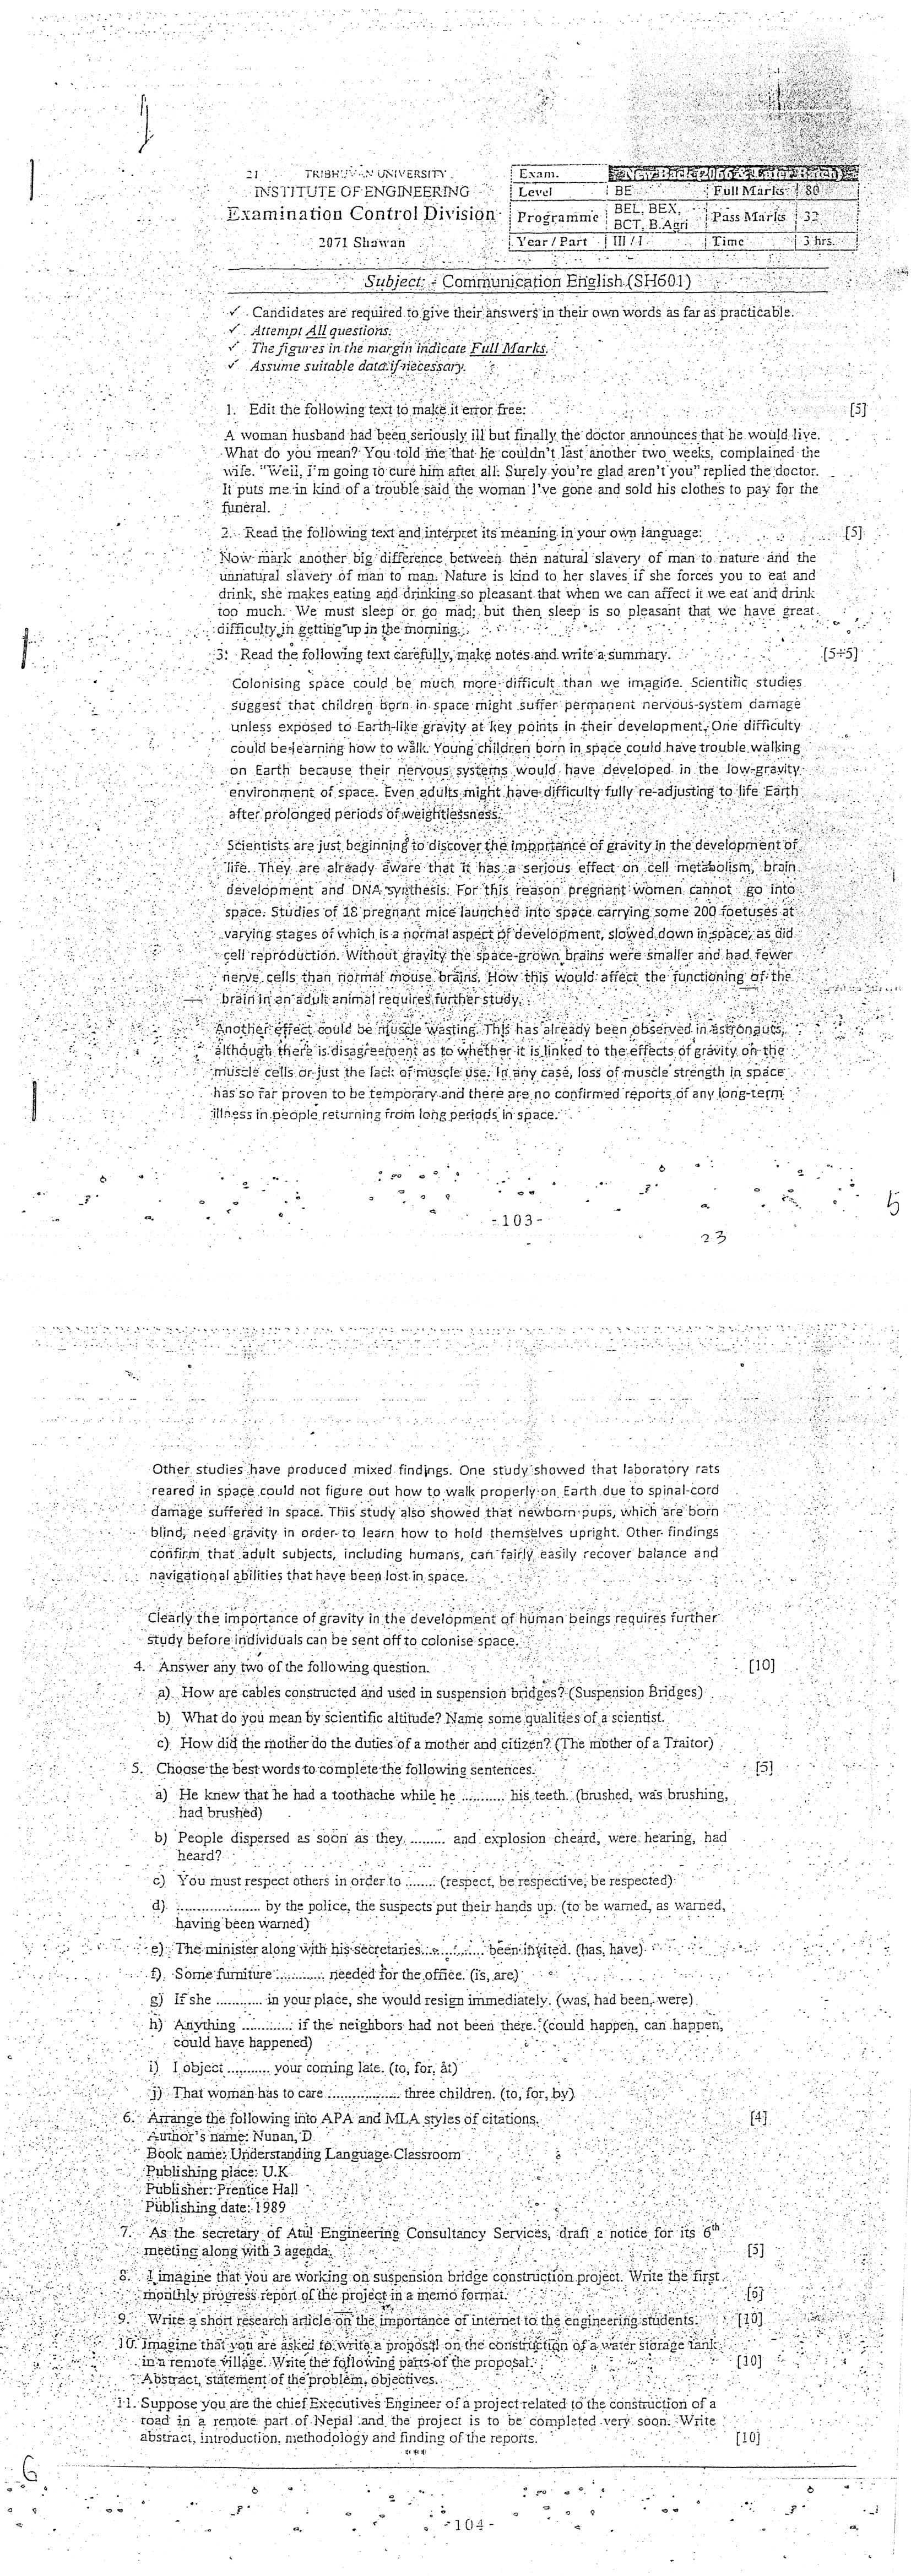 1
21 TRIBHUVAN UNIVERSITY
INSTITUTE OF ENGINEERING
Examination Control Division
2071 Shawan
Exam. New Back (2066 & Later Batch)
Level BE Full Marks 80
Programme BEL, BEX, BCT, B.Agri Pass Marks 32
Year / Part III / I Time 3 hrs.
Subject: - Communication English (SH601)
✓ Candidates are required to give their answers in their own words as far as practicable.
✓ Attempt All questions.
✓ The figures in the margin indicate Full Marks.
✓ Assume suitable data if necessary.
1. Edit the following text to make it error free: [5]
A woman husband had been seriously ill but finally the doctor announces that he would live.
What do you mean? You told me that he couldn't last another two weeks, complained the
wife. "Well, I'm going to cure him after all. Surely you're glad aren't you" replied the doctor.
It puts me in kind of a trouble said the woman I've gone and sold his clothes to pay for the
funeral.
2. Read the following text and interpret its meaning in your own language: [5]
Now mark another big difference between then natural slavery of man to nature and the
unnatural slavery of man to man. Nature is kind to her slaves if she forces you to eat and
drink, she makes eating and drinking so pleasant that when we can affect it we eat and drink
too much. We must sleep or go mad; but then sleep is so pleasant that we have great
difficulty in getting up in the morning.
3. Read the following text carefully, make notes and write a summary. [5+5]
Colonising space could be much more difficult than we imagine. Scientific studies
suggest that children born in space might suffer permanent nervous-system damage
unless exposed to Earth-like gravity at key points in their development. One difficulty
could be learning how to walk. Young children born in space could have trouble walking
on Earth because their nervous systems would have developed in the low-gravity
environment of space. Even adults might have difficulty fully re-adjusting to life Earth
after prolonged periods of weightlessness.
Scientists are just beginning to discover the importance of gravity in the development of
life. They are already aware that it has a serious effect on cell metabolism, brain
development and DNA synthesis. For this reason pregnant women cannot go into
space. Studies of 18 pregnant mice launched into space carrying some 200 foetuses at
varying stages of which is a normal aspect of development, slowed down in space, as did
cell reproduction. Without gravity the space-grown brains were smaller and had fewer
nerve cells than normal mouse brains. How this would affect the functioning of the
brain in an adult animal requires further study.
Another effect could be muscle wasting. This has already been observed in astronauts,
although there is disagreement as to whether it is linked to the effects of gravity on the
muscle cells or just the lack of muscle use. In any case, loss of muscle strength in space
has so far proven to be temporary and there are no confirmed reports of any long-term
illness in people returning from long periods in space.
5
-103-
23
Other studies have produced mixed findings. One study showed that laboratory rats
reared in space could not figure out how to walk properly on Earth due to spinal-cord
damage suffered in space. This study also showed that newborn pups, which are born
blind, need gravity in order to learn how to hold themselves upright. Other findings
confirm that adult subjects, including humans, can fairly easily recover balance and
navigational abilities that have been lost in space.
Clearly the importance of gravity in the development of human beings requires further
study before individuals can be sent off to colonise space.
4. Answer any two of the following question. [10]
a) How are cables constructed and used in suspension bridges? (Suspension Bridges)
b) What do you mean by scientific altitude? Name some qualities of a scientist.
c) How did the mother do the duties of a mother and citizen? (The mother of a Traitor)
5. Choose the best words to complete the following sentences. [5]
a) He knew that he had a toothache while he .......... his teeth. (brushed, was brushing,
had brushed)
b) People dispersed as soon as they ......... and explosion cheard, were hearing, had
heard?
c) You must respect others in order to ........ (respect, be respective, be respected)
d) ..................... by the police, the suspects put their hands up. (to be warned, as warned,
having been warned)
e) The minister along with his secretaries............... been invited. (has, have)
f) Some furniture ............ needed for the office. (is, are)
g) If she ............ in your place, she would resign immediately. (was, had been, were)
h) Anything ............ if the neighbors had not been there. (could happen, can happen,
could have happened)
i) I object ........... your coming late. (to, for, at)
j) That woman has to care .................. three children. (to, for, by)
6. Arrange the following into APA and MLA styles of citations. [4]
Author's name: Nunan, D
Book name: Understanding Language Classroom
Publishing place: U.K
Publisher: Prentice Hall
Publishing date: 1989
7. As the secretary of Atul Engineering Consultancy Services, draft a notice for its 6th
meeting along with 3 agenda. [5]
8. I imagine that you are working on suspension bridge construction project. Write the first
monthly progress report of the project in a memo format. [6]
9. Write a short research article on the importance of internet to the engineering students. [10]
10. Imagine that you are asked to write a proposal on the construction of a water storage tank
in a remote village. Write the following parts of the proposal. [10]
Abstract, statement of the problem, objectives.
11. Suppose you are the chief Executives Engineer of a project related to the construction of a
road in a remote part of Nepal and the project is to be completed very soon. Write
abstract, introduction, methodology and finding of the reports. [10]
***
6
-104-